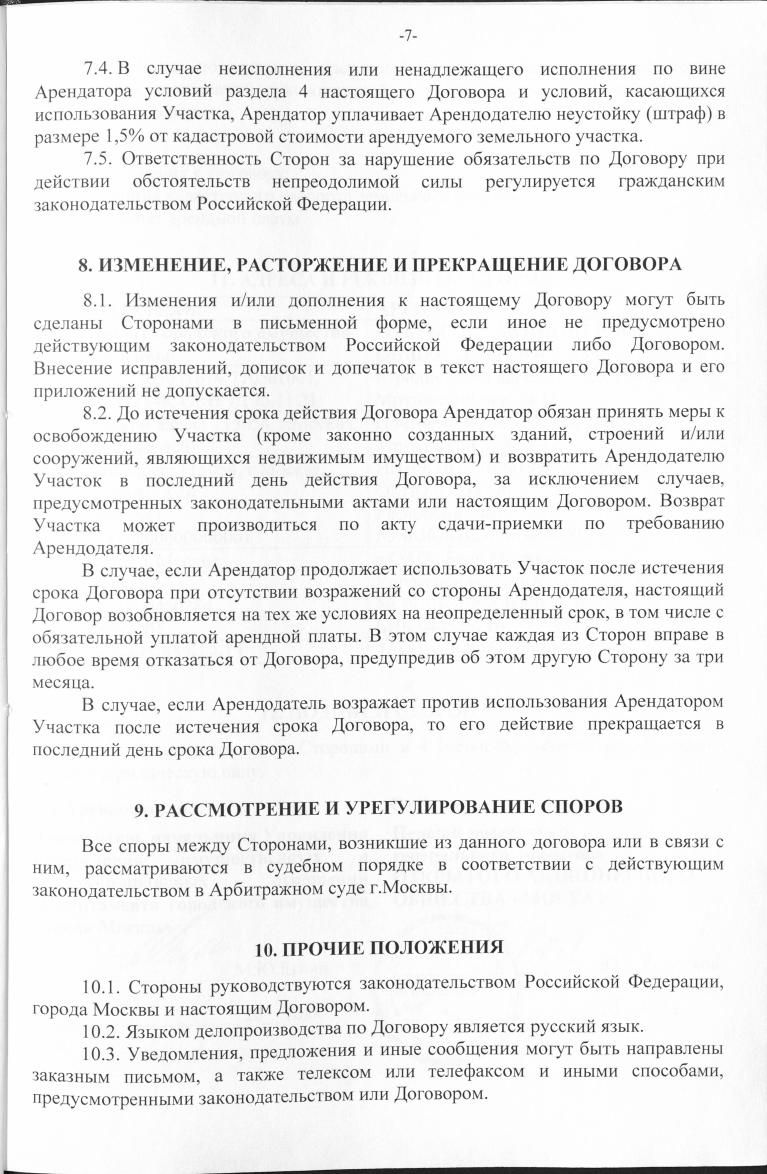 -7-
7.4. В случае неисполнения или ненадлежащего исполнения по вине
Арендатора условий раздела 4 настоящего Договора и условий, касающихся
использования Участка, Арендатор уплачивает Арендодателю неустойку (штраф) в
размере 1,5% от кадастровой стоимости арендуемого земельного участка.
7.5. Ответственность Сторон за нарушение обязательств по Договору при
действии обстоятельств непреодолимой силы регулируется гражданским
законодательством Российской Федерации.
8. ИЗМЕНЕНИЕ, РАСТОРЖЕНИЕ И ПРЕКРАЩЕНИЕ ДОГОВОРА
8.1. Изменения и/или дополнения к настоящему Договору могут быть
сделаны Сторонами в письменной форме, если иное не предусмотрено
действующим законодательством Российской Федерации либо Договором.
Внесение исправлений, дописок и допечаток в текст настоящего Договора и его
приложений не допускается.
8.2. До истечения срока действия Договора Арендатор обязан принять меры к
освобождению Участка (кроме законно созданных зданий, строений и/или
сооружений, являющихся недвижимым имуществом) и возвратить Арендодателю
Участок в последний день действия Договора, за исключением случаев,
предусмотренных законодательными актами или настоящим Договором. Возврат
Участка может производиться по акту сдачи-приемки по требованию
Арендодателя.
В случае, если Арендатор продолжает использовать Участок после истечения
срока Договора при отсутствии возражений со стороны Арендодателя, настоящий
Договор возобновляется на тех же условиях на неопределенный срок, в том числе с
обязательной уплатой арендной платы. В этом случае каждая из Сторон вправе в
любое время отказаться от Договора, предупредив об этом другую Сторону за три
месяца.
В случае, если Арендодатель возражает против использования Арендатором
Участка после истечения срока Договора, то его действие прекращается в
последний день срока Договора.
9. РАССМОТРЕНИЕ И УРЕГУЛИРОВАНИЕ СПОРОВ
Все споры между Сторонами, возникшие из данного договора или в связи с
ним, рассматриваются в судебном порядке в соответствии с действующим
законодательством в Арбитражном суде г.Москвы.
10. ПРОЧИЕ ПОЛОЖЕНИЯ
10.1. Стороны руководствуются законодательством Российской Федерации,
города Москвы и настоящим Договором.
10.2. Языком делопроизводства по Договору является русский язык.
10.3. Уведомления, предложения и иные сообщения могут быть направлены
заказным письмом, а также телексом или телефаксом и иными способами,
предусмотренными законодательством или Договором.